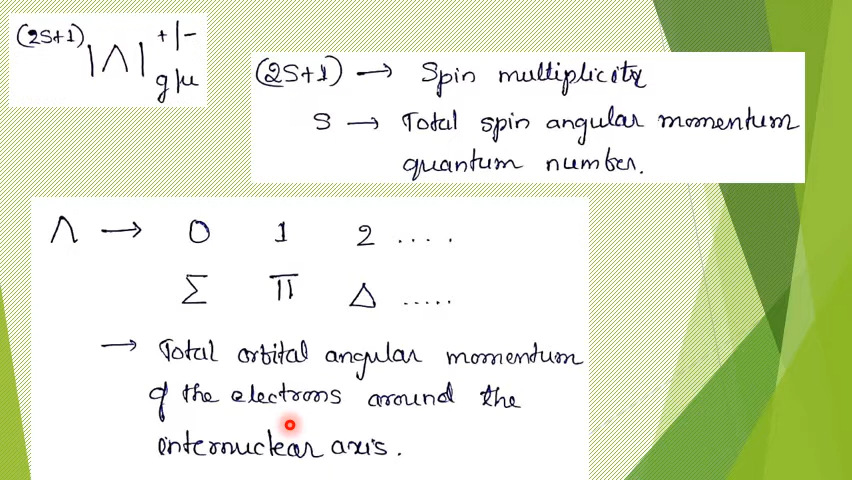 (2S+1) |Λ| +|-
g|u
(2S+1) → Spin multiplicity
S → Total spin angular momentum
quantum number.
Λ → 0 1 2 ....
Σ Π Δ .....
→ Total orbital angular momentum
of the electrons around the
internuclear axis.